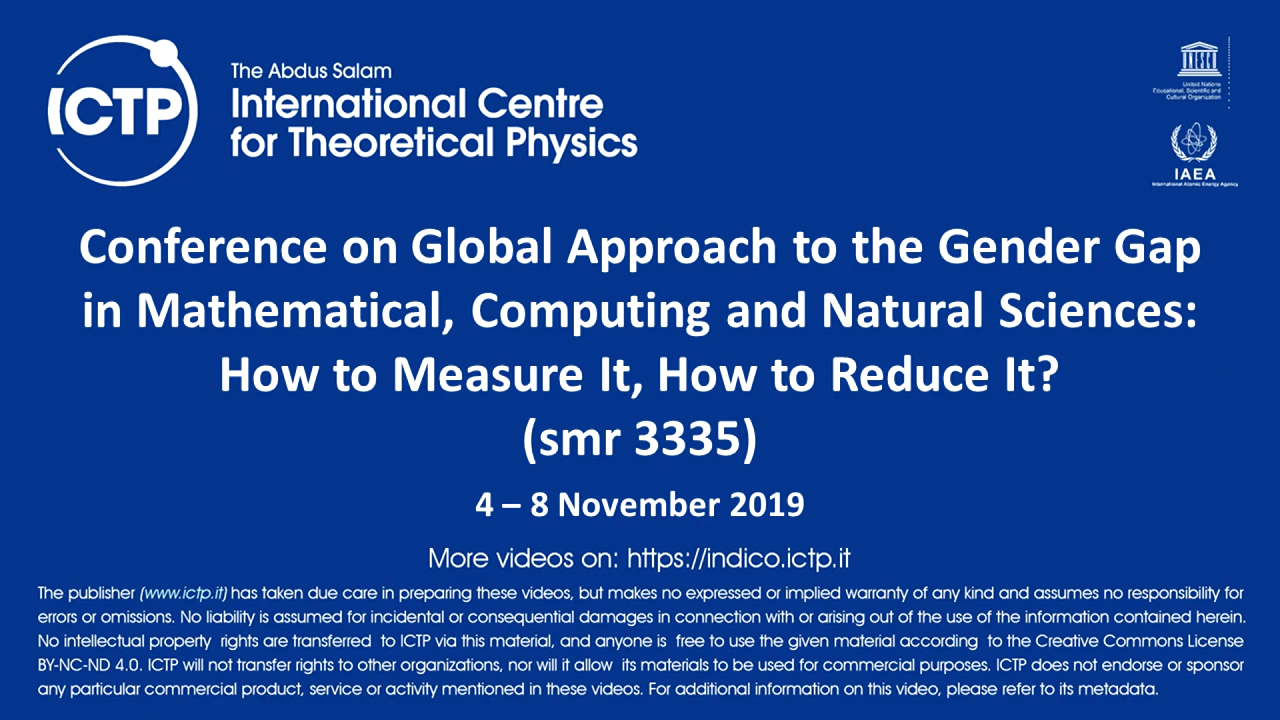 ICTP
The Abdus Salam
International Centre
for Theoretical Physics
United Nations
Educational, Scientific and
Cultural Organization
IAEA
International Atomic Energy Agency
Conference on Global Approach to the Gender Gap
in Mathematical, Computing and Natural Sciences:
How to Measure It, How to Reduce It?
(smr 3335)
4 – 8 November 2019
More videos on: https://indico.ictp.it
The publisher (www.ictp.it) has taken due care in preparing these videos, but makes no expressed or implied warranty of any kind and assumes no responsibility for
errors or omissions. No liability is assumed for incidental or consequential damages in connection with or arising out of the use of the information contained herein.
No intellectual property rights are transferred to ICTP via this material, and anyone is free to use the given material according to the Creative Commons License
BY-NC-ND 4.0. ICTP will not transfer rights to other organizations, nor will it allow its materials to be used for commercial purposes. ICTP does not endorse or sponsor
any particular commercial product, service or activity mentioned in these videos. For additional information on this video, please refer to its metadata.